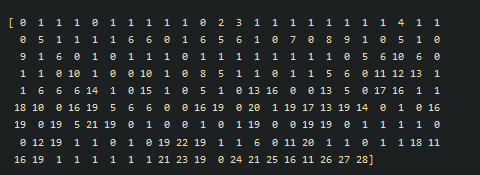 [ 0 1 1 1 0 1 1 1 1 1 0 2 3 1 1 1 1 1 1 1 1 4 1 1
0 5 1 1 1 1 6 6 0 1 6 5 6 1 0 7 0 8 9 1 0 5 1 0
9 1 6 0 1 1 0 1 1 1 1 1 1 1 1 1 1 1 1 0 5 6 10 6 0
1 1 0 10 1 0 0 10 1 0 8 5 1 1 0 1 1 5 6 0 11 12 13 1
1 6 6 6 14 1 0 15 1 0 5 1 0 13 16 0 0 13 5 0 17 16 1 1
18 10 0 16 19 5 6 6 0 0 16 19 0 20 1 19 17 13 19 14 0 1 0 16
19 0 19 5 21 19 0 1 0 0 1 0 1 19 0 0 19 19 0 1 1 1 1 0
0 12 19 1 1 0 1 0 19 22 19 1 1 6 0 11 20 1 1 0 1 1 18 11
16 19 1 1 1 1 1 1 21 23 19 0 24 21 25 16 11 26 27 28]